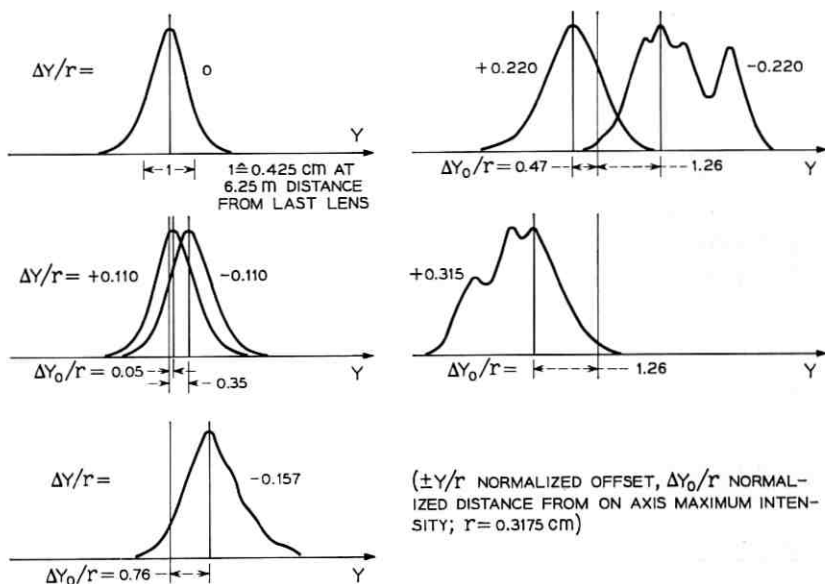 ΔY/r =
0
Y
1
1≙0.425 cm AT
6.25 m DISTANCE
FROM LAST LENS
+0.220
-0.220
ΔY₀/r = 0.47
1.26
Y
ΔY/r = +0.110
-0.110
ΔY₀/r = 0.05
0.35
Y
+0.315
ΔY₀/r =
1.26
Y
ΔY/r =
-0.157
ΔY₀/r = 0.76
Y
(±Y/r NORMALIZED OFFSET, ΔY₀/r NORMAL-
IZED DISTANCE FROM ON AXIS MAXIMUM INTEN-
SITY; r = 0.3175 cm)